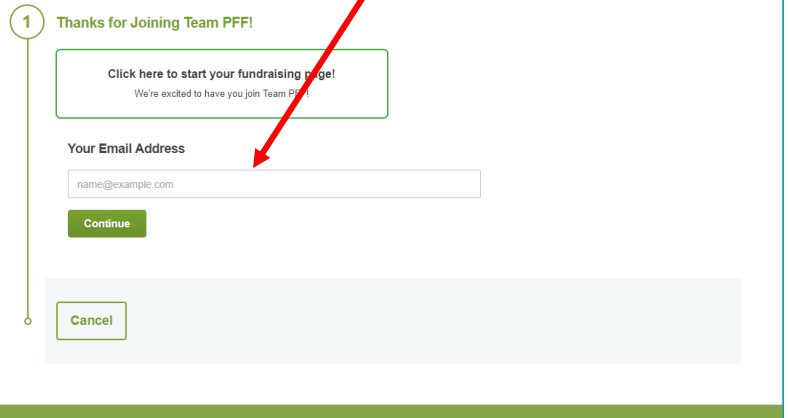 1
Thanks for Joining Team PFF!
Click here to start your fundraising page!
We're excited to have you join Team PFF!
Your Email Address
name@example.com
Continue
Cancel